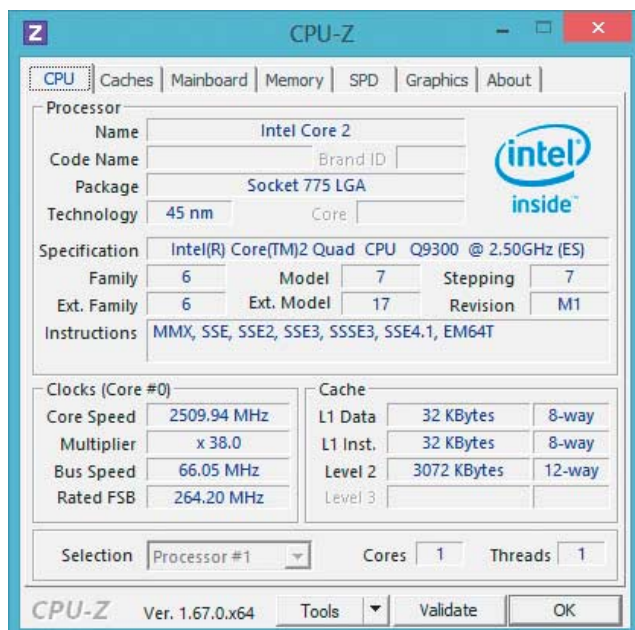 Z CPU-Z
CPU Caches Mainboard Memory SPD Graphics About
Processor
Name Intel Core 2
Code Name Brand ID
Package Socket 775 LGA
Technology 45 nm Core
intel inside
Specification Intel(R) Core(TM)2 Quad CPU Q9300 @ 2.50GHz (ES)
Family 6 Model 7 Stepping 7
Ext. Family 6 Ext. Model 17 Revision M1
Instructions MMX, SSE, SSE2, SSE3, SSSE3, SSE4.1, EM64T
Clocks (Core #0)
Core Speed 2509.94 MHz
Multiplier x 38.0
Bus Speed 66.05 MHz
Rated FSB 264.20 MHz
Cache
L1 Data 32 KBytes 8-way
L1 Inst. 32 KBytes 8-way
Level 2 3072 KBytes 12-way
Level 3
Selection Processor #1 Cores 1 Threads 1
CPU-Z Ver. 1.67.0.x64 Tools Validate OK